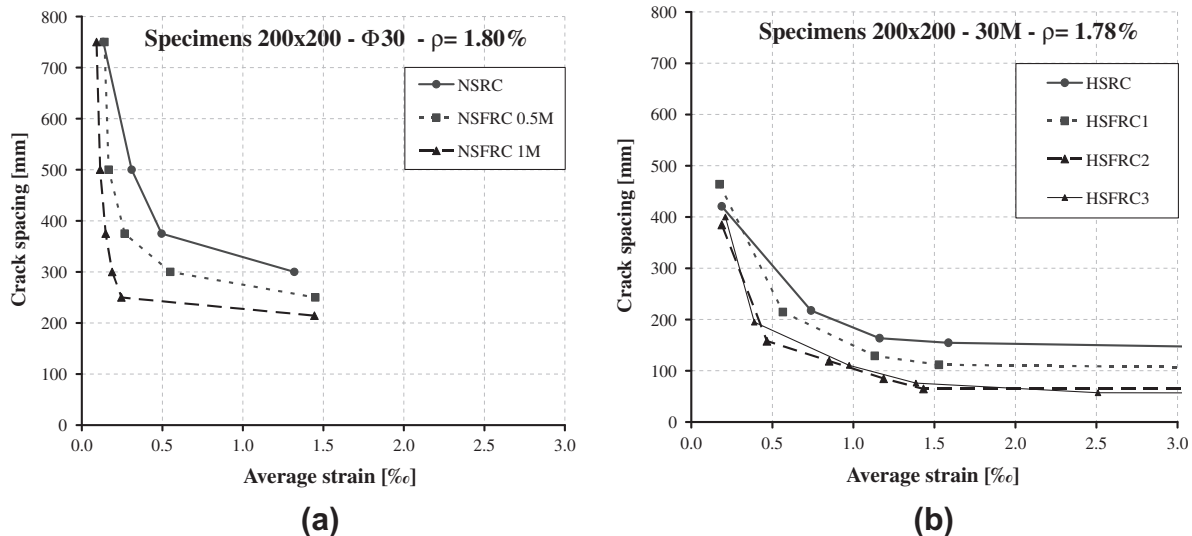 Specimens 200x200 - Φ30 - ρ= 1.80%
NSRC
NSFRC 0.5M
NSFRC 1M
Crack spacing [mm]
800
700
600
500
400
300
200
100
0
0.0 0.5 1.0 1.5 2.0 2.5 3.0
Average strain [‰]
(a)
Specimens 200x200 - 30M - ρ= 1.78%
HSRC
HSFRC1
HSFRC2
HSFRC3
Crack spacing [mm]
800
700
600
500
400
300
200
100
0
0.0 0.5 1.0 1.5 2.0 2.5 3.0
Average strain [‰]
(b)